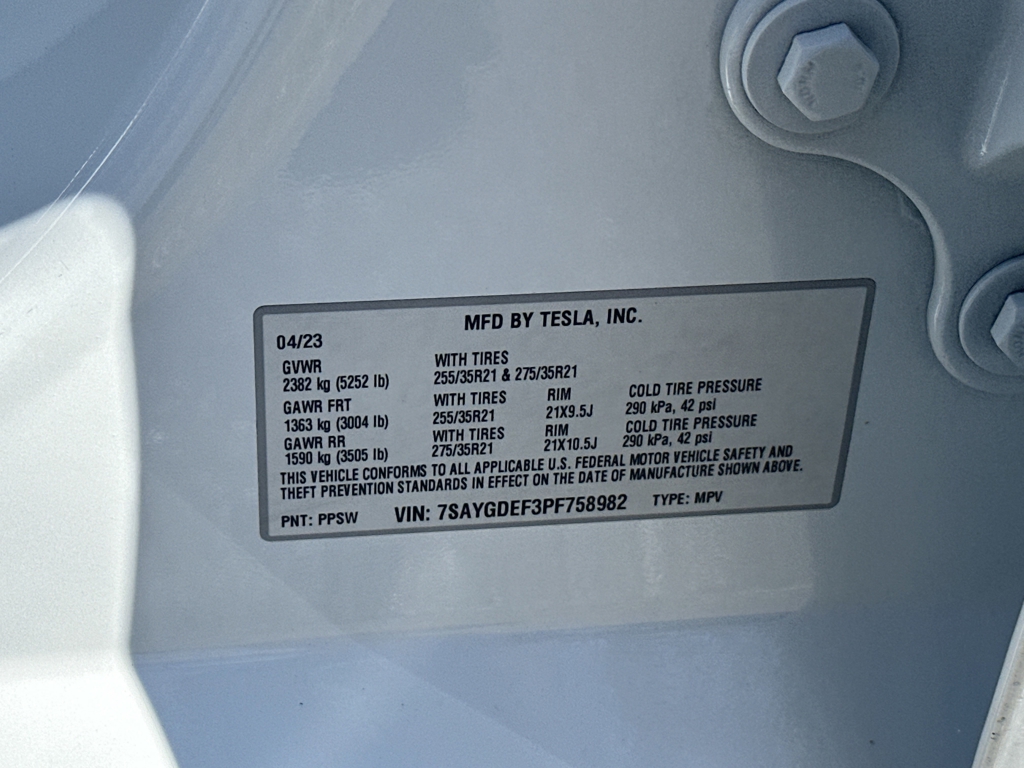 MFD BY TESLA, INC.
04/23
GVWR WITH TIRES
2382 kg (5252 lb) 255/35R21 & 275/35R21
GAWR FRT WITH TIRES RIM COLD TIRE PRESSURE
1363 kg (3004 lb) 255/35R21 21X9.5J 290 kPa, 42 psi
GAWR RR WITH TIRES RIM COLD TIRE PRESSURE
1590 kg (3505 lb) 275/35R21 21X10.5J 290 kPa, 42 psi
THIS VEHICLE CONFORMS TO ALL APPLICABLE U.S. FEDERAL MOTOR VEHICLE SAFETY AND
THEFT PREVENTION STANDARDS IN EFFECT ON THE DATE OF MANUFACTURE SHOWN ABOVE.
PNT: PPSW VIN: 7SAYGDEF3PF758982 TYPE: MPV